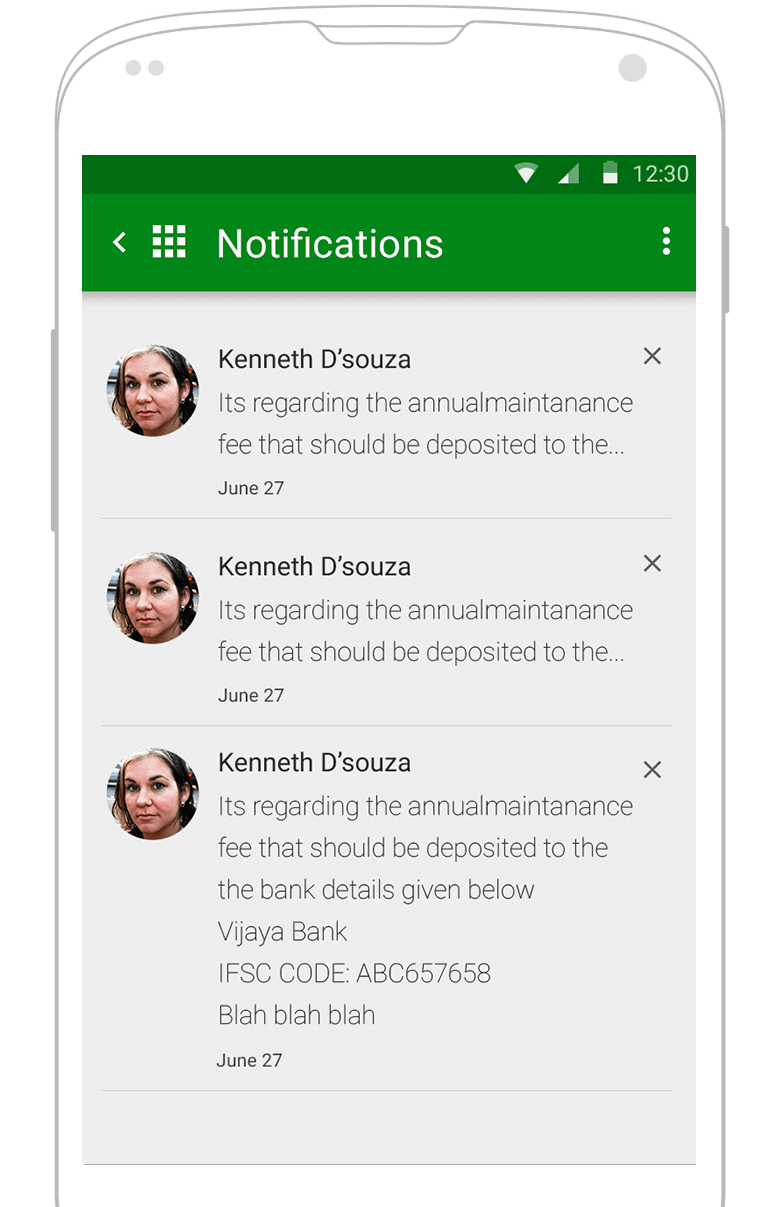 12:30
Notifications
Kenneth D’souza
Its regarding the annualmaintanance
fee that should be deposited to the...
June 27
Kenneth D’souza
Its regarding the annualmaintanance
fee that should be deposited to the...
June 27
Kenneth D’souza
Its regarding the annualmaintanance
fee that should be deposited to the
the bank details given below
Vijaya Bank
IFSC CODE: ABC657658
Blah blah blah
June 27